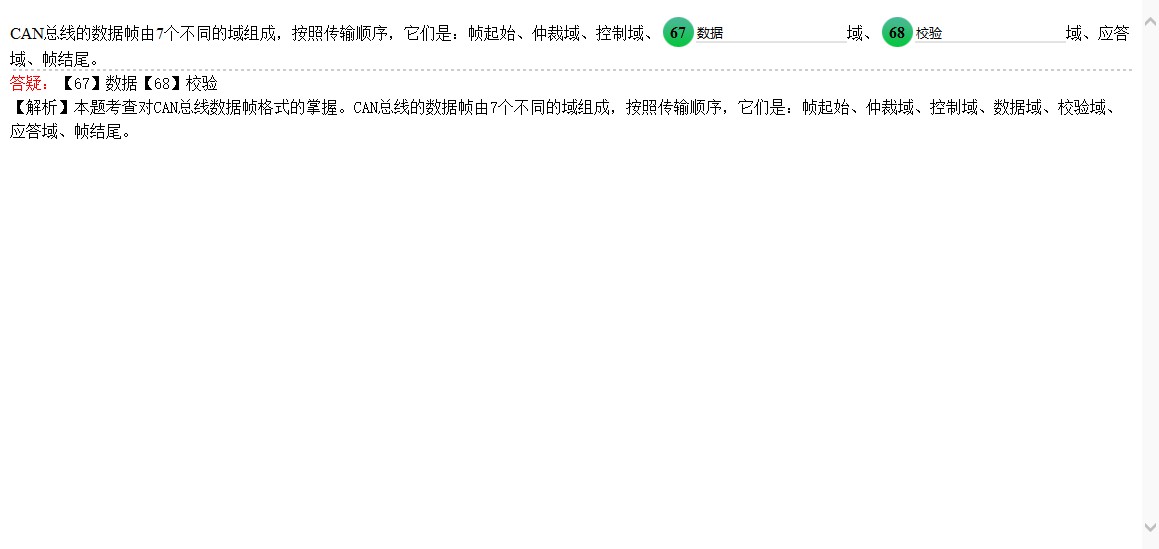 CAN总线的数据帧由7个不同的域组成，按照传输顺序，它们是：帧起始、仲裁域、控制域、 67 数据 域、 68 校验 域、应答
域、帧结尾。
答疑：【67】数据【68】校验
【解析】本题考查对CAN总线数据帧格式的掌握。CAN总线的数据帧由7个不同的域组成，按照传输顺序，它们是：帧起始、仲裁域、控制域、数据域、校验域、
应答域、帧结尾。